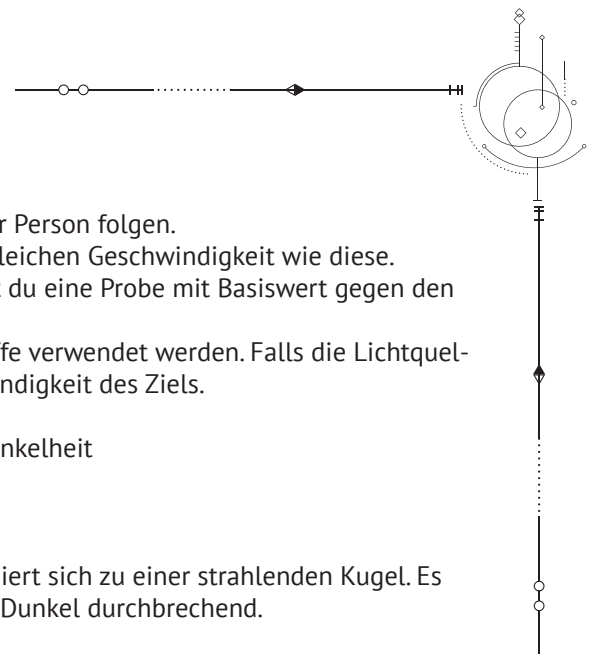 r Person folgen.
leichen Geschwindigkeit wie diese.
du eine Probe mit Basiswert gegen den
fe verwendet werden. Falls die Lichtquel-
ndigkeit des Ziels.
nkelheit
iert sich zu einer strahlenden Kugel. Es
Dunkel durchbrechend.